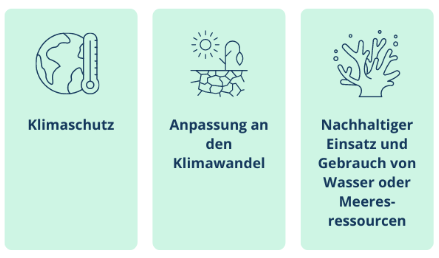 Klimaschutz
Anpassung an
den
Klimawandel
Nachhaltiger
Einsatz und
Gebrauch von
Wasser oder
Meeres-
ressourcen